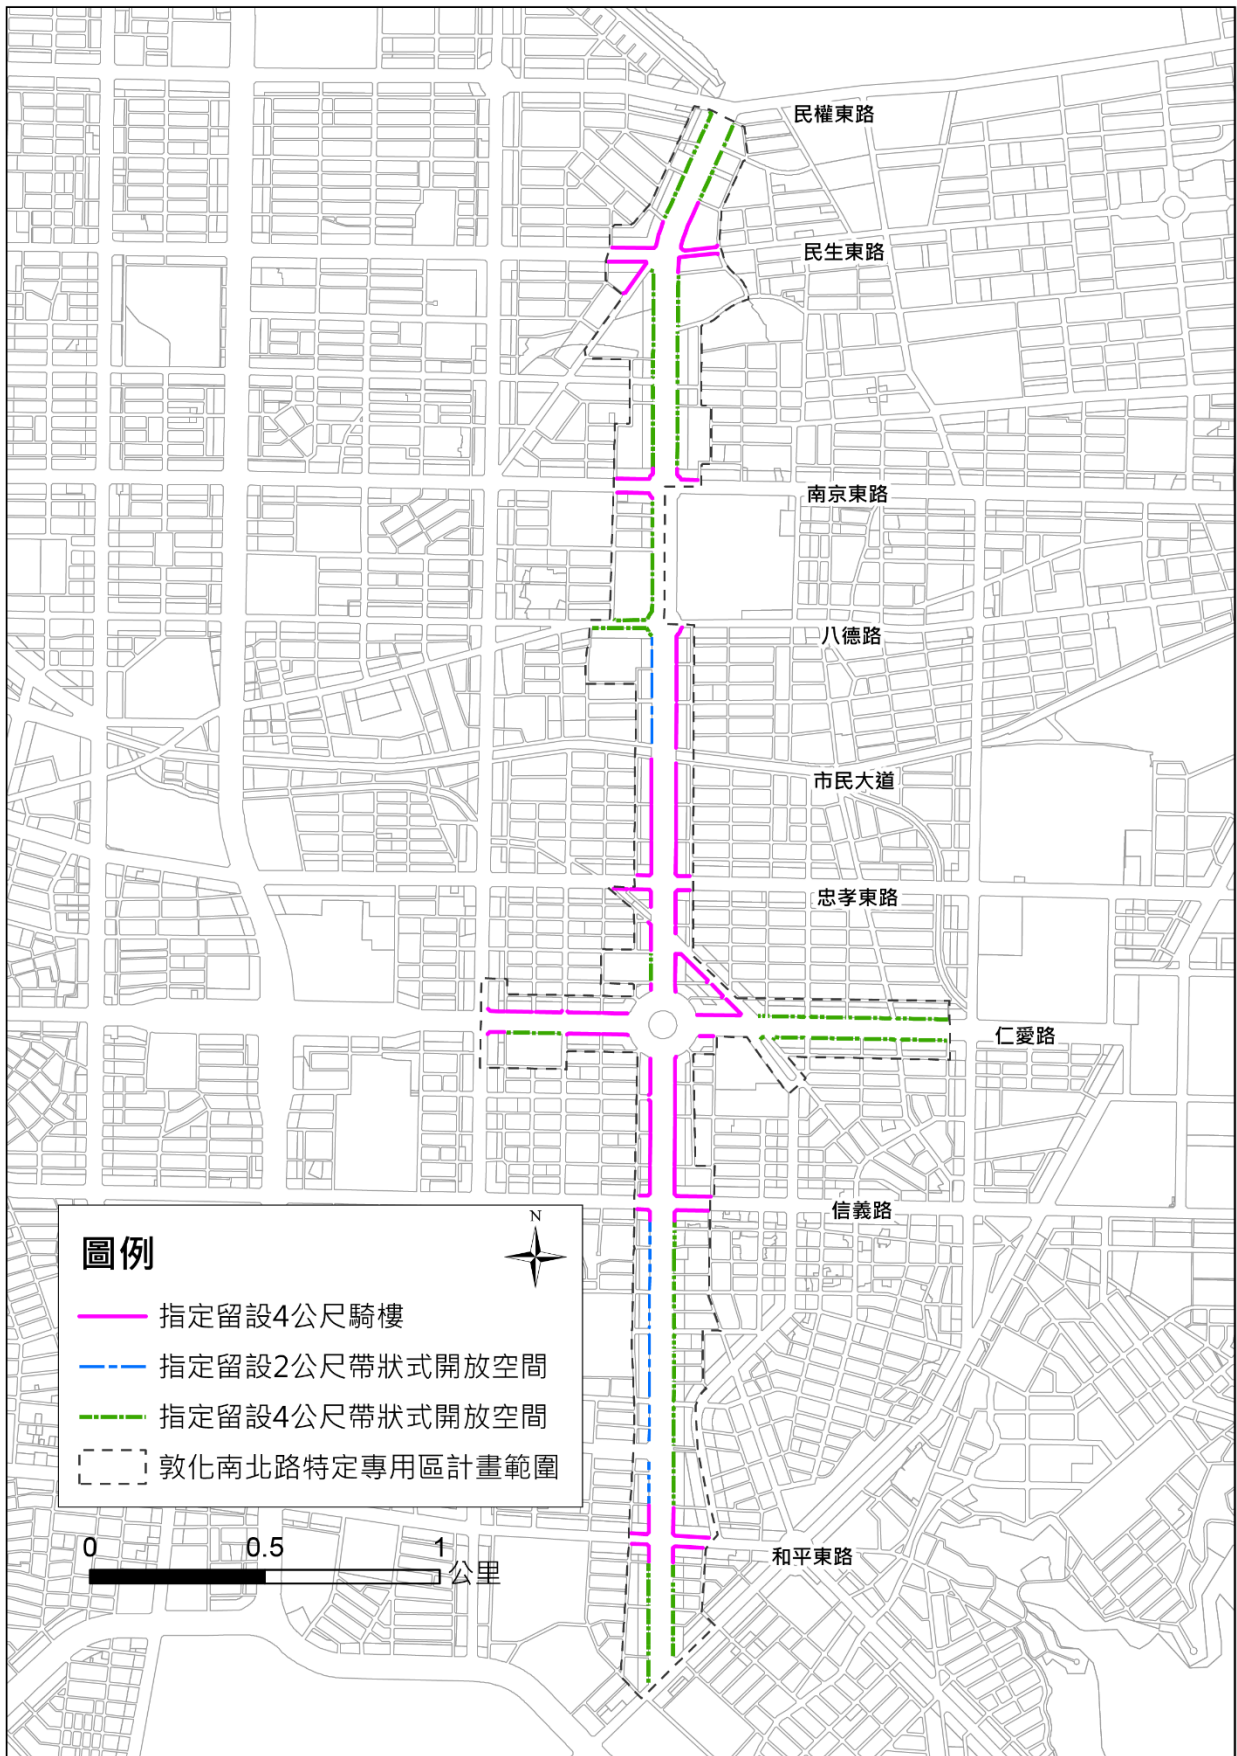 民權東路
民生東路
南京東路
八德路
市民大道
忠孝東路
仁愛路
信義路
和平東路
圖例
N
指定留設4公尺騎樓
指定留設2公尺帶狀式開放空間
指定留設4公尺帶狀式開放空間
敦化南北路特定專用區計畫範圍
0 0.5 1
公里